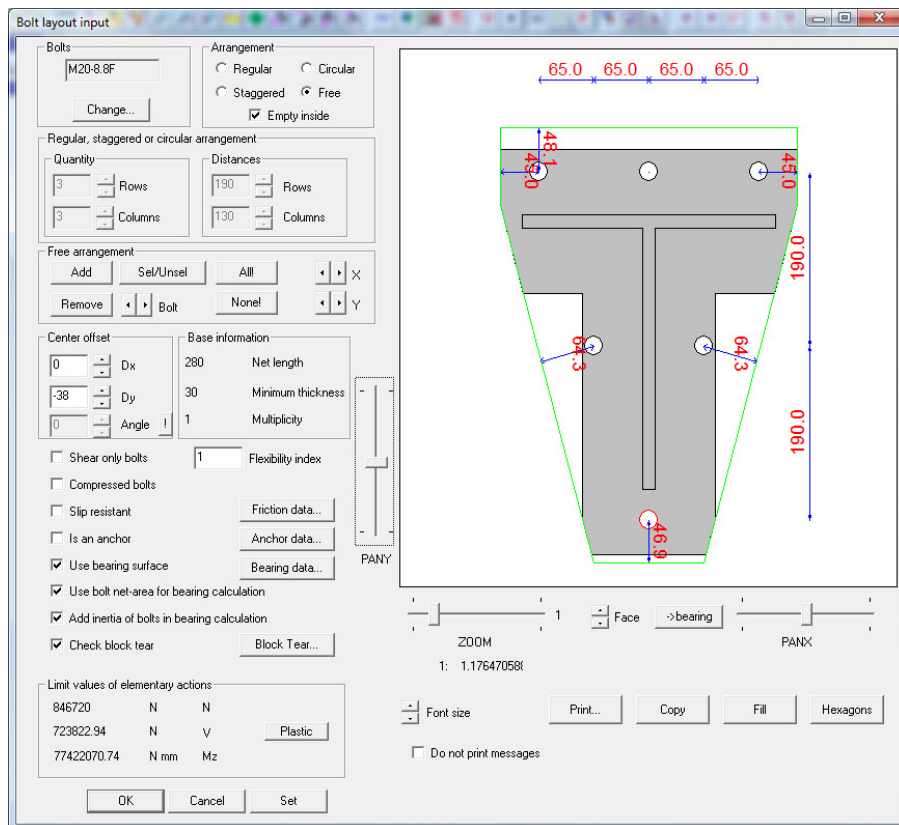 Bolt layout input
Bolts
M20-8.8F
Change...
Arrangement
Regular
Circular
Staggered
Free
Empty inside
Regular, staggered or circular arrangement
Quantity
3
Rows
3
Columns
Distances
190
Rows
130
Columns
Free arrangement
Add
Sel/Unsel
All!
X
Remove
Bolt
None!
Y
Center offset
0
Dx
-38
Dy
0
Angle
!
Base information
280
Net length
30
Minimum thickness
1
Multiplicity
Shear only bolts
1
Flexibility index
Compressed bolts
Slip resistant
Friction data...
Is an anchor
Anchor data...
Use bearing surface
Bearing data...
Use bolt net-area for bearing calculation
Add inertia of bolts in bearing calculation
Check block tear
Block Tear...
PANY
Limit values of elementary actions
846720 N N
723822.94 N V
77422070.74 N mm Mz
Plastic
OK
Cancel
Set
65.0 65.0 65.0 65.0
48.1
45.0
45.0
190.0
64.3
64.3
190.0
46.9
ZOOM
1
1: 1.17647058
Face
->bearing
PANX
Font size
Print...
Copy
Fill
Hexagons
Do not print messages